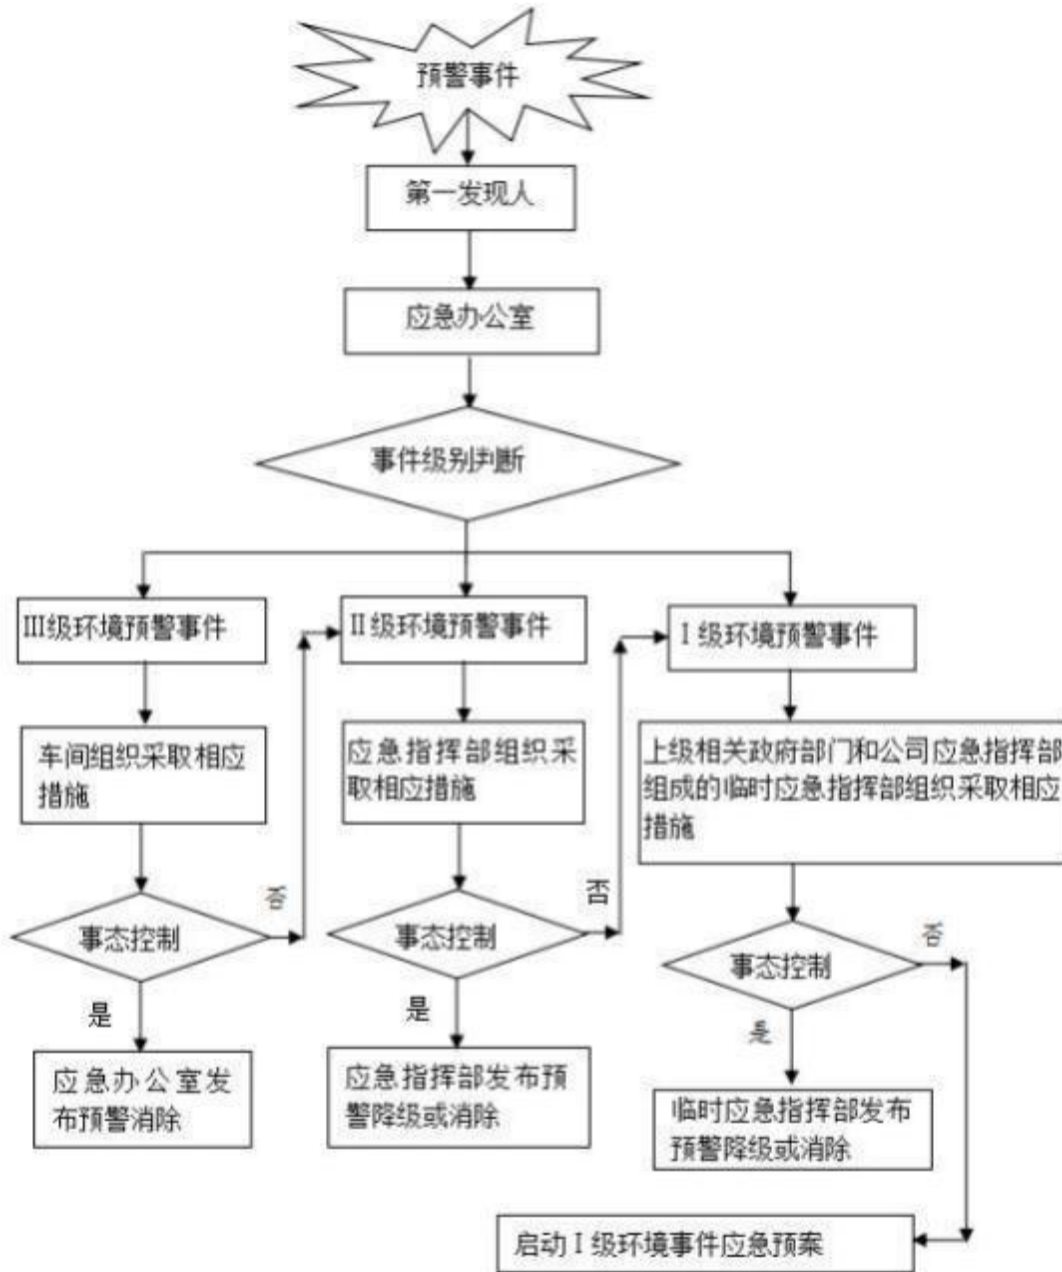 预警事件
第一发现人
应急办公室
事件级别判断
III级环境预警事件
II级环境预警事件
I级环境预警事件
车间组织采取相应
措施
应急指挥部组织采
取相应措施
上级相关政府部门和公司应急指挥部
组成的临时应急指挥部组织采取相应
措施
否
否
否
事态控制
事态控制
事态控制
是
是
是
应急办公室发
布预警消除
应急指挥部发布预
警降级或消除
临时应急指挥部发布
预警降级或消除
启动I级环境事件应急预案